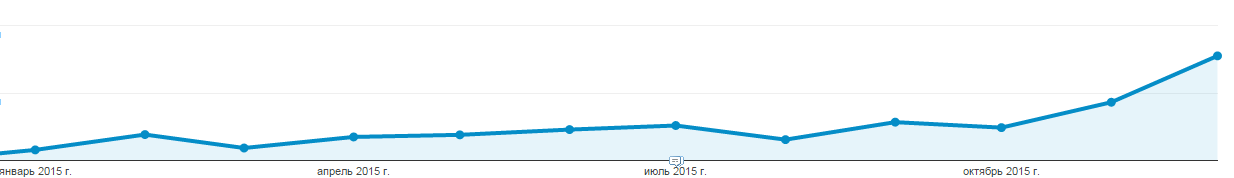 январь 2015 г.
апрель 2015 г.
июль 2015 г.
октябрь 2015 г.